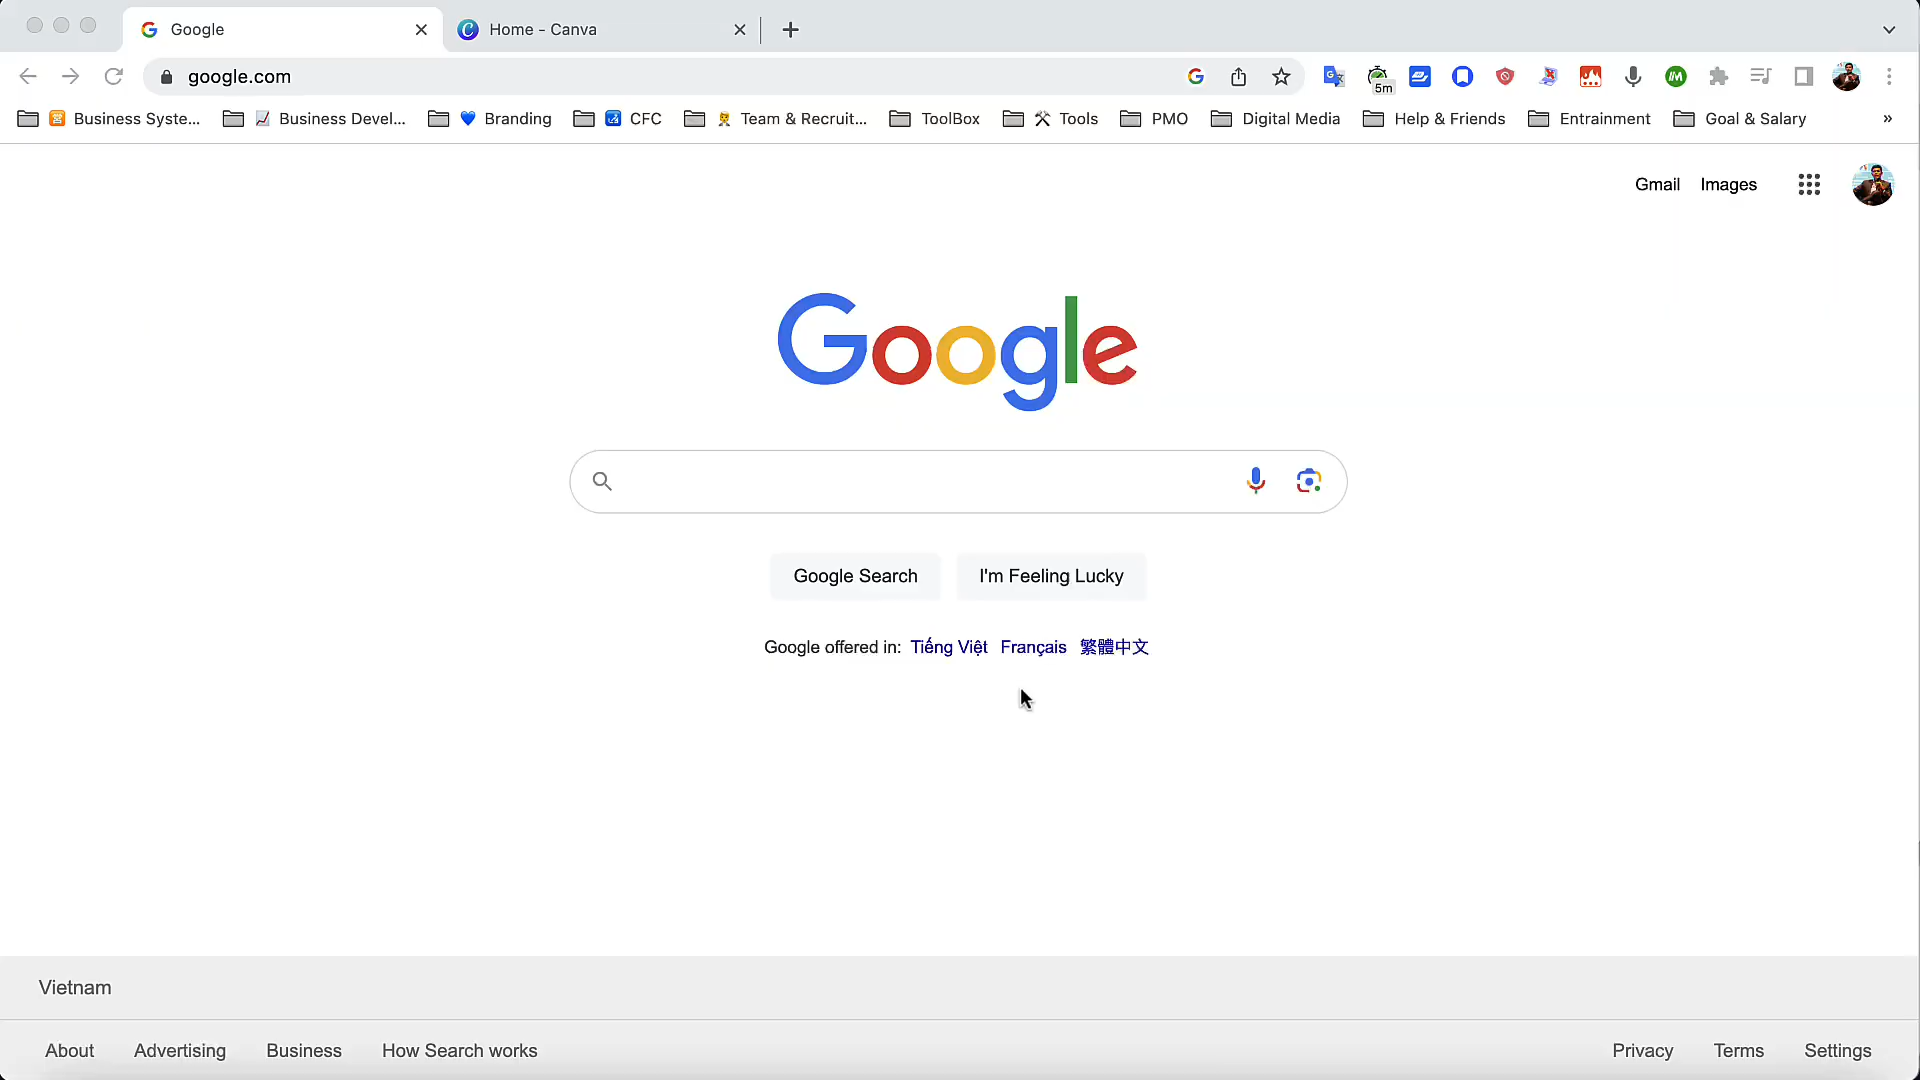 Google
Home - Canva
google.com
5m
Business Syste...
Business Devel...
Branding
CFC
Team & Recruit...
ToolBox
Tools
PMO
Digital Media
Help & Friends
Entrainment
Goal & Salary
»
Gmail Images
Google
Google Search
I'm Feeling Lucky
Google offered in: Tiếng Việt Français 繁體中文
Vietnam
About Advertising Business How Search works
Privacy Terms Settings